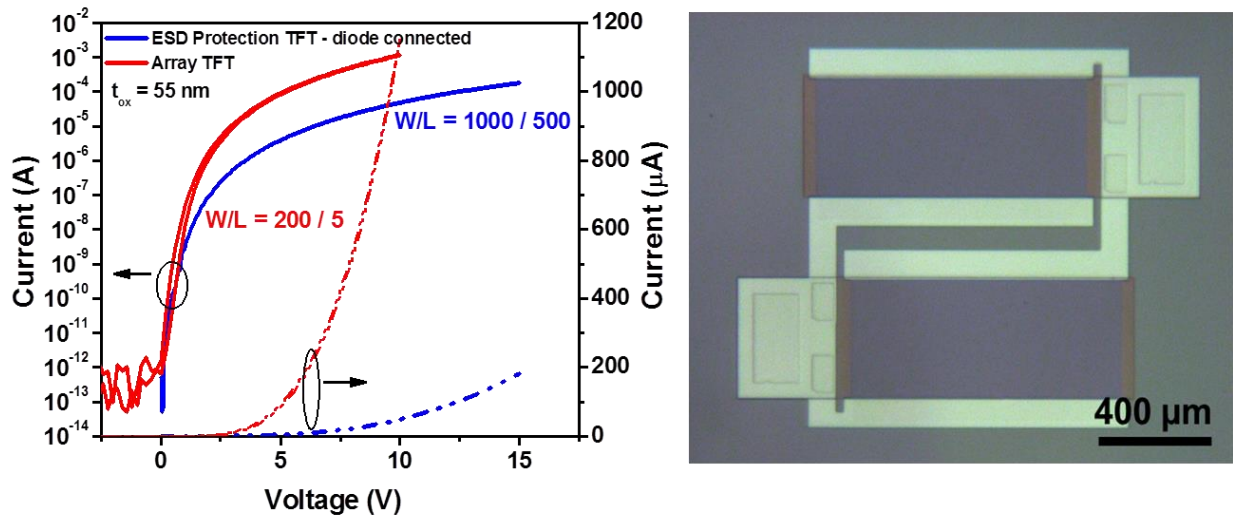 10⁻²
10⁻³
10⁻⁴
10⁻⁵
10⁻⁶
10⁻⁷
10⁻⁸
10⁻⁹
10⁻¹⁰
10⁻¹¹
10⁻¹²
10⁻¹³
10⁻¹⁴
Current (A)
ESD Protection TFT - diode connected
Array TFT
tₒₓ = 55 nm
W/L = 1000 / 500
W/L = 200 / 5
1200
1000
800
600
400
200
0
Current (µA)
0
5
10
15
Voltage (V)
400 µm